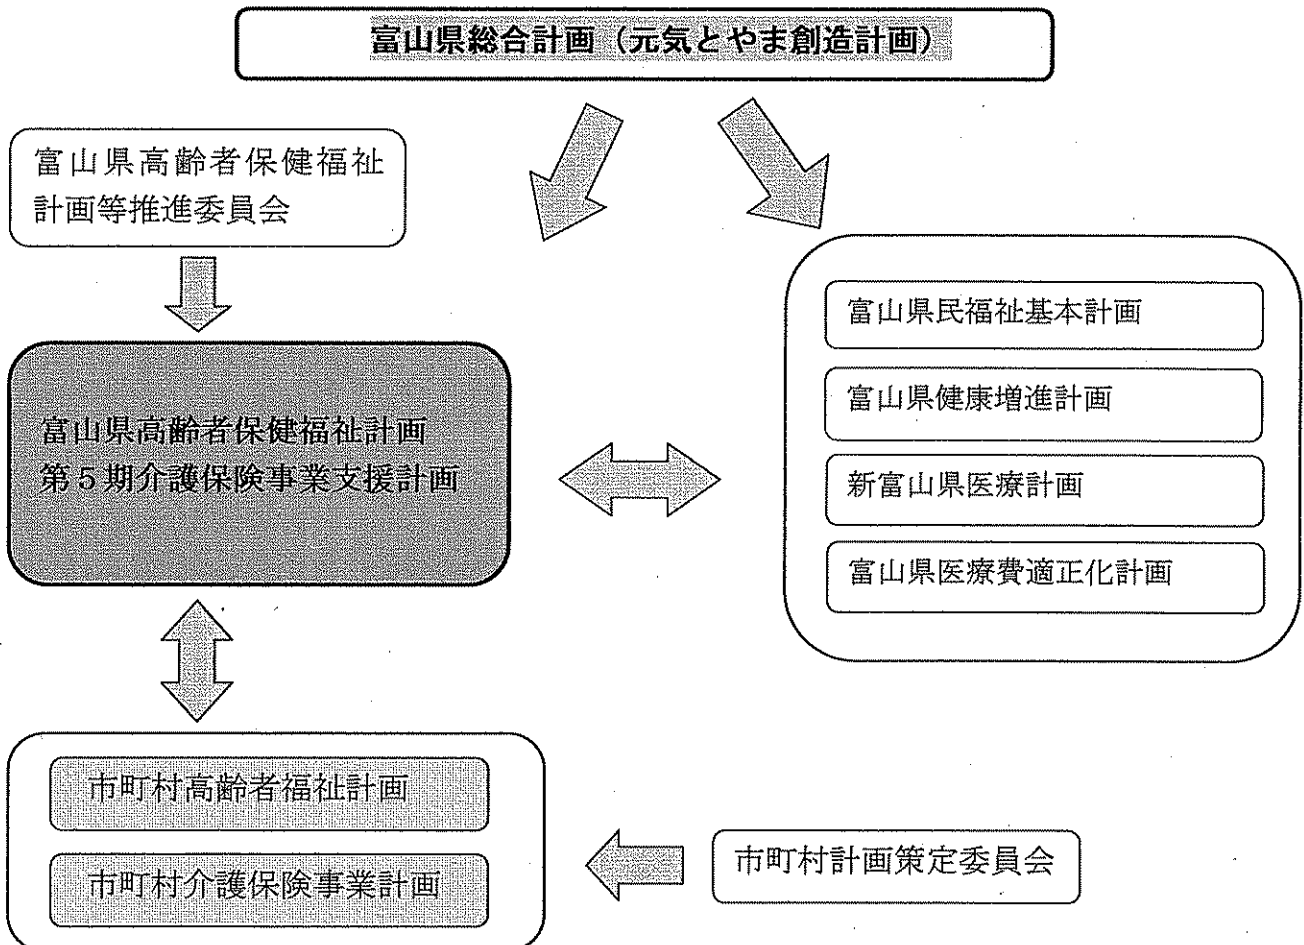 富山県総合計画（元気とやま創造計画）
富山県高齢者保健福祉
計画等推進委員会
富山県高齢者保健福祉計画
第５期介護保険事業支援計画
富山県民福祉基本計画
富山県健康増進計画
新富山県医療計画
富山県医療費適正化計画
市町村高齢者福祉計画
市町村介護保険事業計画
市町村計画策定委員会